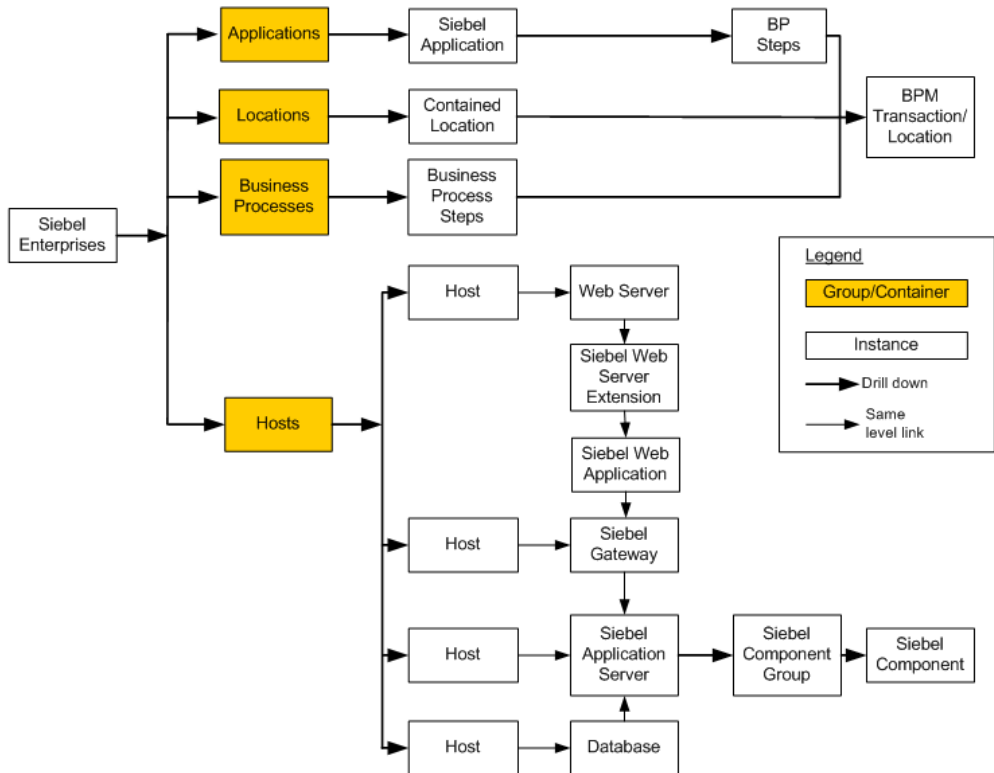 Applications
Siebel
Application
BP
Steps
Locations
Contained
Location
BPM
Transaction/
Location
Business
Processes
Business
Process
Steps
Siebel
Enterprises
Legend
Group/Container
Instance
Drill down
Same
level link
Host
Web Server
Siebel Web
Server
Extension
Hosts
Siebel Web
Application
Host
Siebel
Gateway
Host
Siebel
Application
Server
Siebel
Component
Group
Siebel
Component
Host
Database